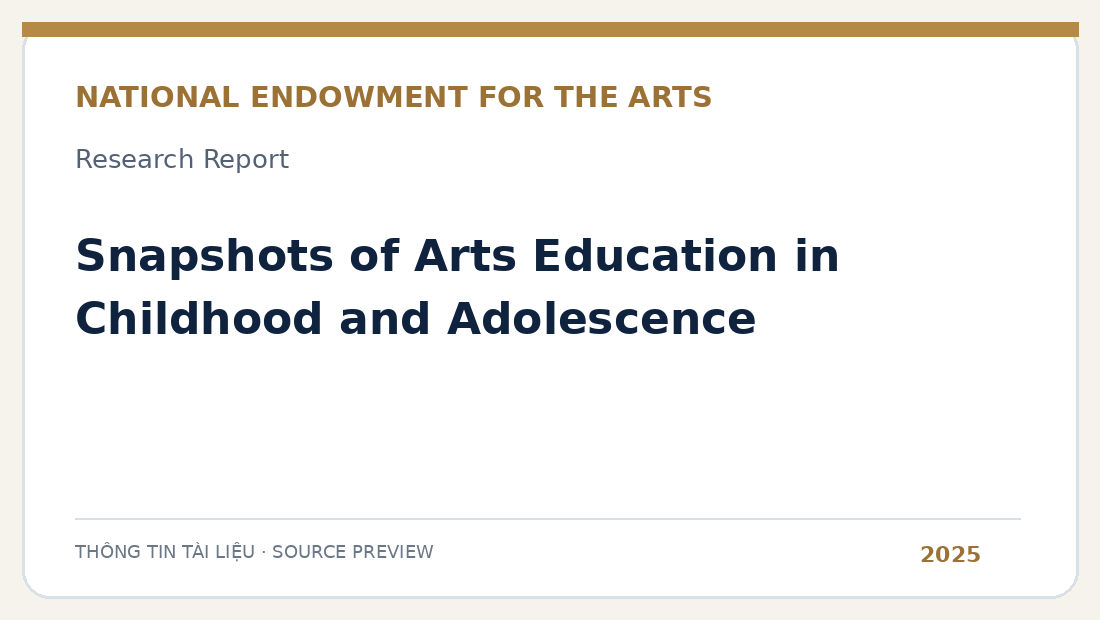 NATIONAL ENDOWMENT FOR THE ARTS
Research Report
Snapshots of Arts Education in
Childhood and Adolescence
THÔNG TIN TÀI LIỆU · SOURCE PREVIEW
2025